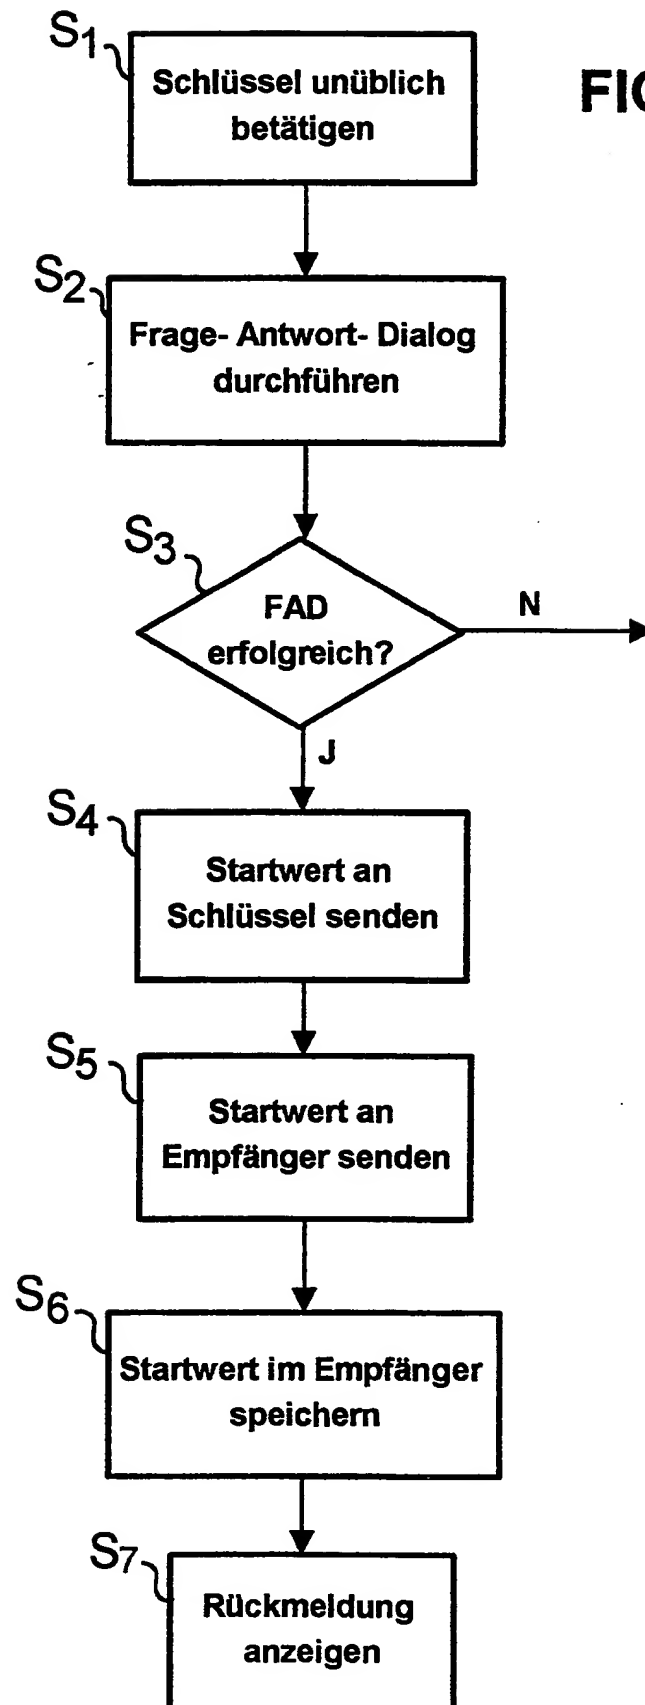 S1
Schlüssel unüblich
betätigen
S2
Frage- Antwort- Dialog
durchführen
S3
FAD
erfolgreich?
N
J
S4
Startwert an
Schlüssel senden
S5
Startwert an
Empfänger senden
S6
Startwert im Empfänger
speichern
S7
Rückmeldung
anzeigen